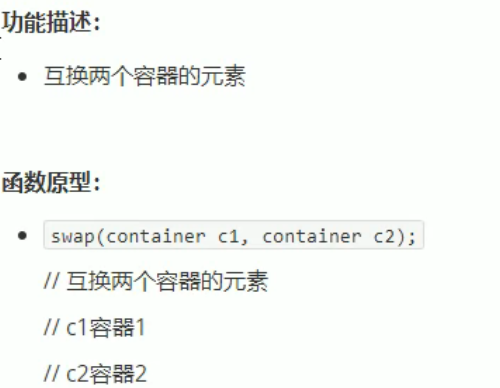 功能描述：
互换两个容器的元素
函数原型：
swap(container c1, container c2);
// 互换两个容器的元素
// c1容器1
// c2容器2